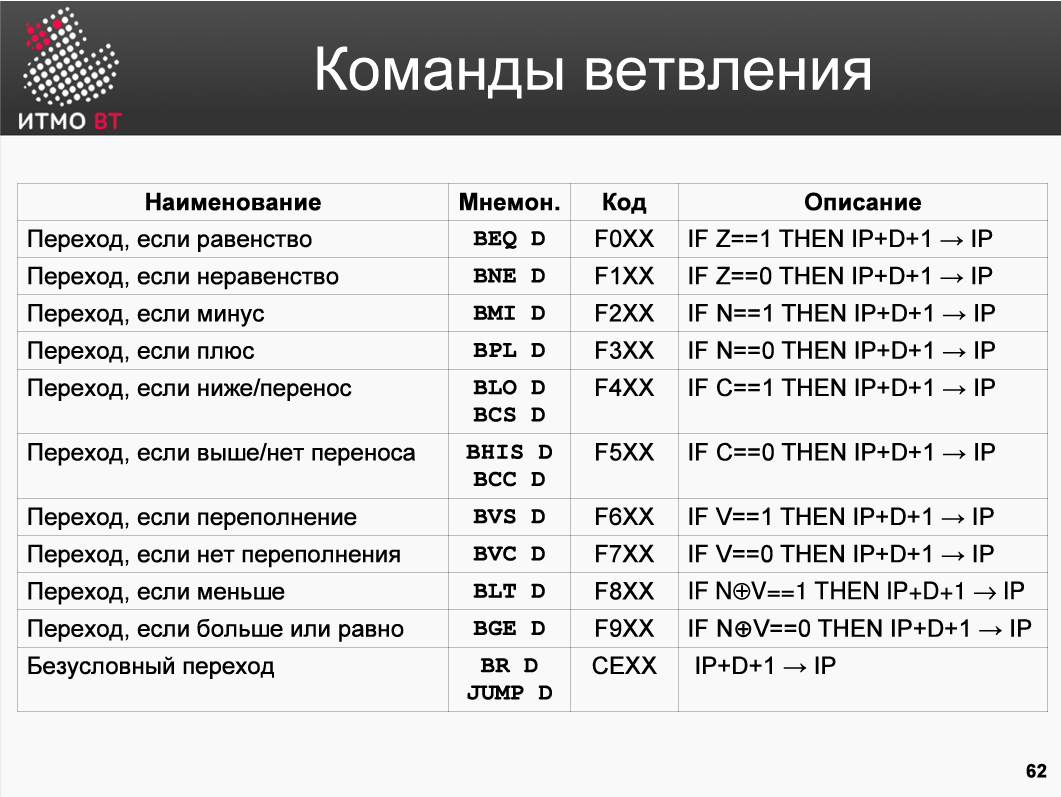 ИТМО ВТ
Команды ветвления
Наименование Мнемон. Код Описание
Переход, если равенство BEQ D F0XX IF Z==1 THEN IP+D+1 → IP
Переход, если неравенство BNE D F1XX IF Z==0 THEN IP+D+1 → IP
Переход, если минус BMI D F2XX IF N==1 THEN IP+D+1 → IP
Переход, если плюс BPL D F3XX IF N==0 THEN IP+D+1 → IP
Переход, если ниже/перенос BLO D F4XX IF C==1 THEN IP+D+1 → IP
BCS D
Переход, если выше/нет переноса BHIS D F5XX IF C==0 THEN IP+D+1 → IP
BCC D
Переход, если переполнение BVS D F6XX IF V==1 THEN IP+D+1 → IP
Переход, если нет переполнения BVC D F7XX IF V==0 THEN IP+D+1 → IP
Переход, если меньше BLT D F8XX IF N⊕V==1 THEN IP+D+1 → IP
Переход, если больше или равно BGE D F9XX IF N⊕V==0 THEN IP+D+1 → IP
Безусловный переход BR D CEXX IP+D+1 → IP
JUMP D
62